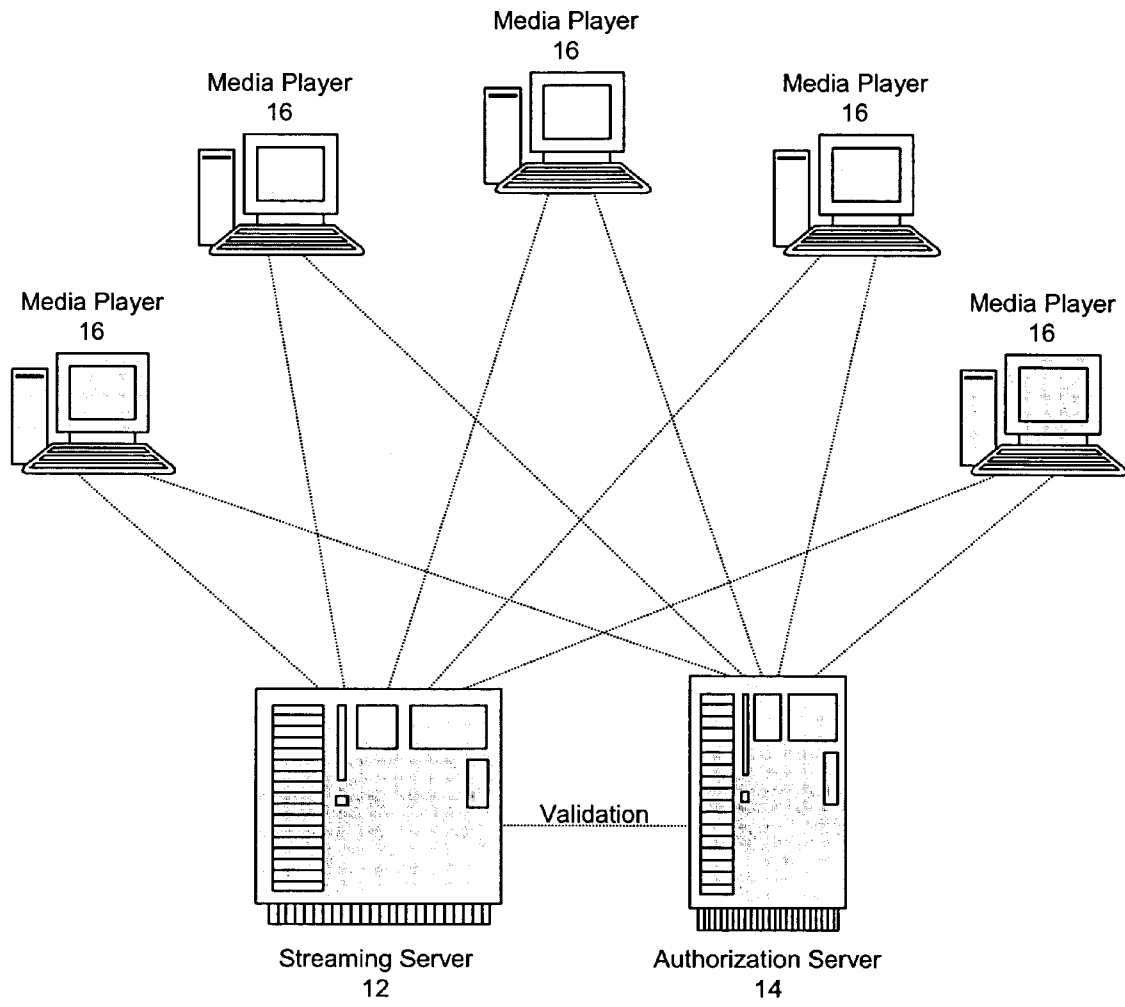 Media Player
16
Media Player
16
Media Player
16
Media Player
16
Media Player
16
Validation
Streaming Server
12
Authorization Server
14